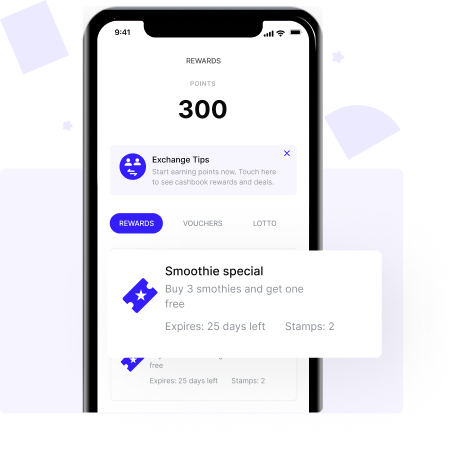 9:41
REWARDS
POINTS
300
Exchange Tips
Start earning points now. Touch here
to see cashbook rewards and deals.
REWARDS VOUCHERS LOTTO
Smoothie special
Buy 3 smothies and get one
free
Expires: 25 days left Stamps: 2
free
Expires: 25 days left Stamps: 2